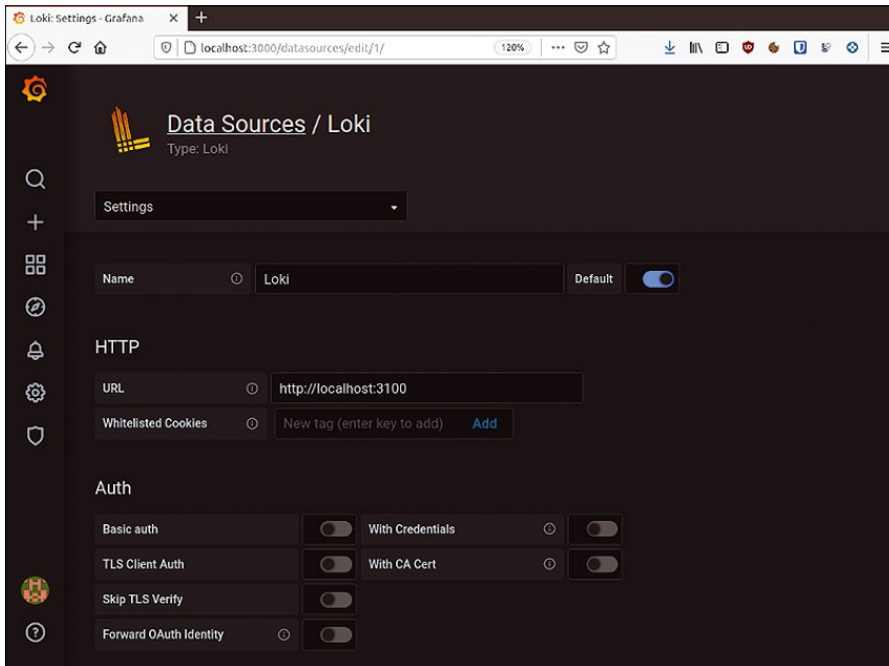 Loki: Settings - Grafana
localhost:3000/datasources/edit/1/
120%
Data Sources / Loki
Type: Loki
Settings
Name
Loki
Default
HTTP
URL
http://localhost:3100
Whitelisted Cookies
New tag (enter key to add)
Add
Auth
Basic auth
With Credentials
TLS Client Auth
With CA Cert
Skip TLS Verify
Forward OAuth Identity